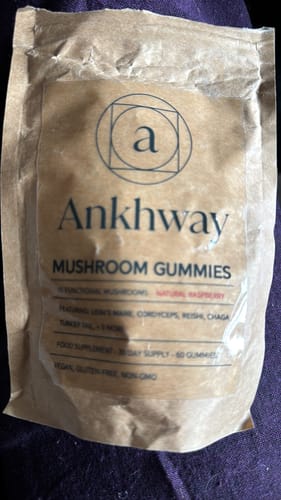 a
Ankhway
MUSHROOM GUMMIES
10 FUNCTIONAL MUSHROOMS - NATURAL RASPBERRY
FEATURING LION'S MANE, CORDYCEPS, REISHI, CHAGA
TURKEY TAIL, + 5 MORE
FOOD SUPPLEMENT - 30 DAY SUPPLY - 60 GUMMIES
VEGAN, GLUTEN-FREE, NON-GMO